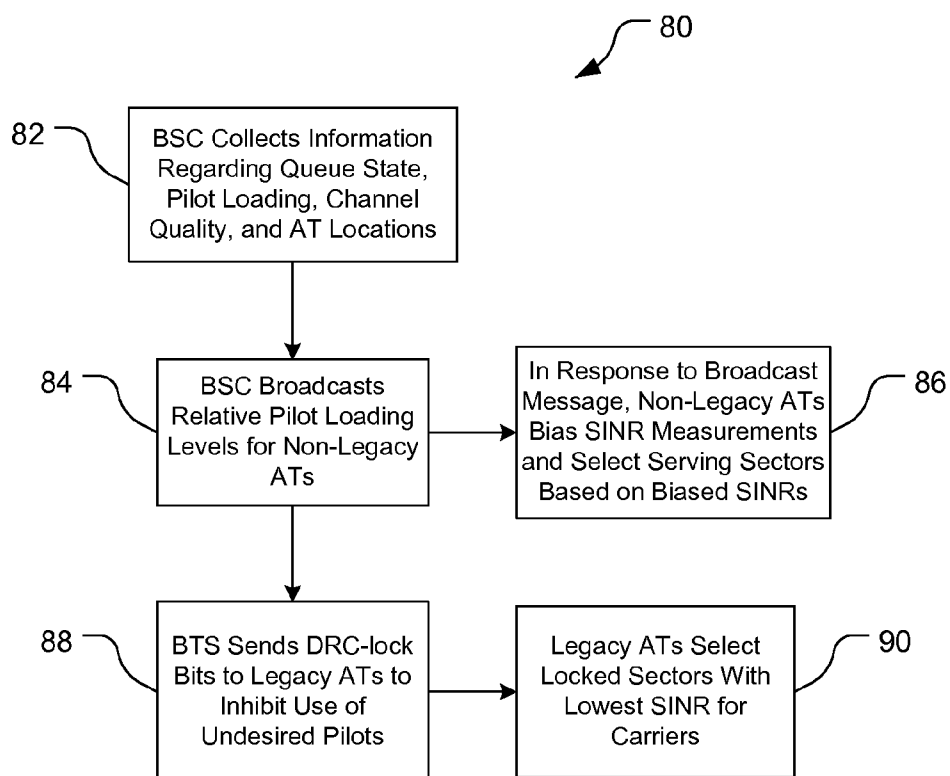 80
82
BSC Collects Information
Regarding Queue State,
Pilot Loading, Channel
Quality, and AT Locations
84
BSC Broadcasts
Relative Pilot Loading
Levels for Non-Legacy
ATs
In Response to Broadcast
Message, Non-Legacy ATs
Bias SINR Measurements
and Select Serving Sectors
Based on Biased SINRs
86
88
BTS Sends DRC-lock
Bits to Legacy ATs to
Inhibit Use of
Undesired Pilots
Legacy ATs Select
Locked Sectors With
Lowest SINR for
Carriers
90